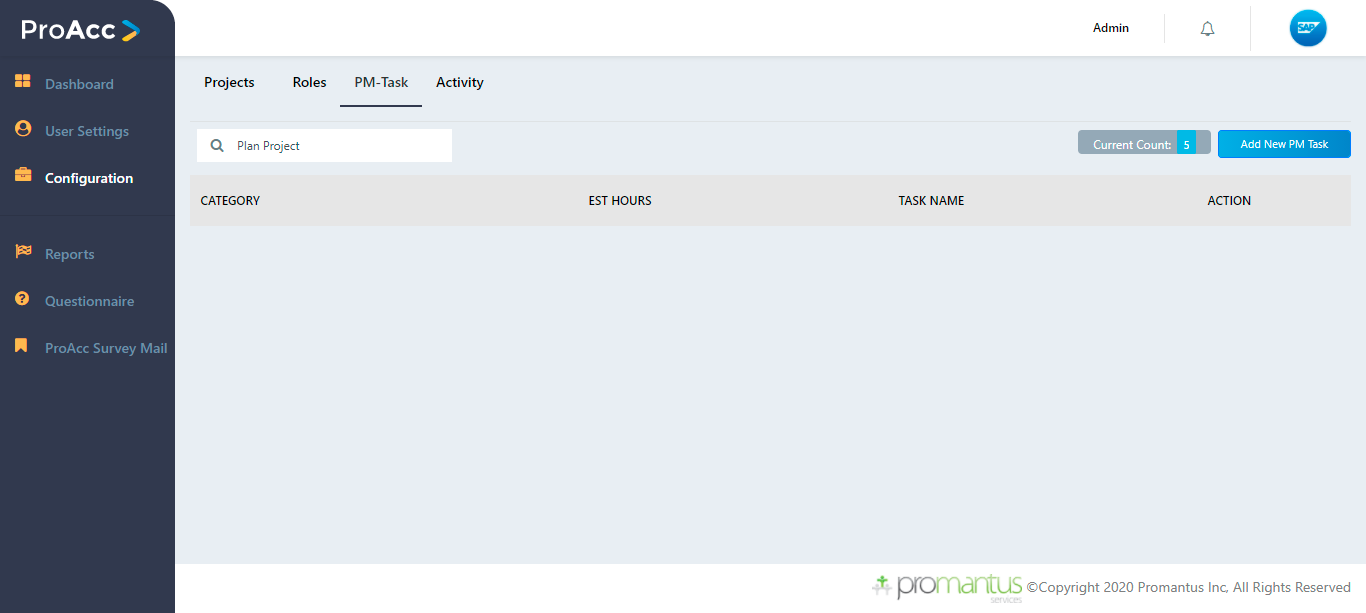 ProAcc
Admin
SAP
Dashboard
User Settings
Configuration
Reports
Questionnaire
ProAcc Survey Mail
Projects Roles PM-Task Activity
Plan Project
Current Count: 5
Add New PM Task
CATEGORY EST HOURS TASK NAME ACTION
promantus
services
©Copyright 2020 Promantus Inc, All Rights Reserved